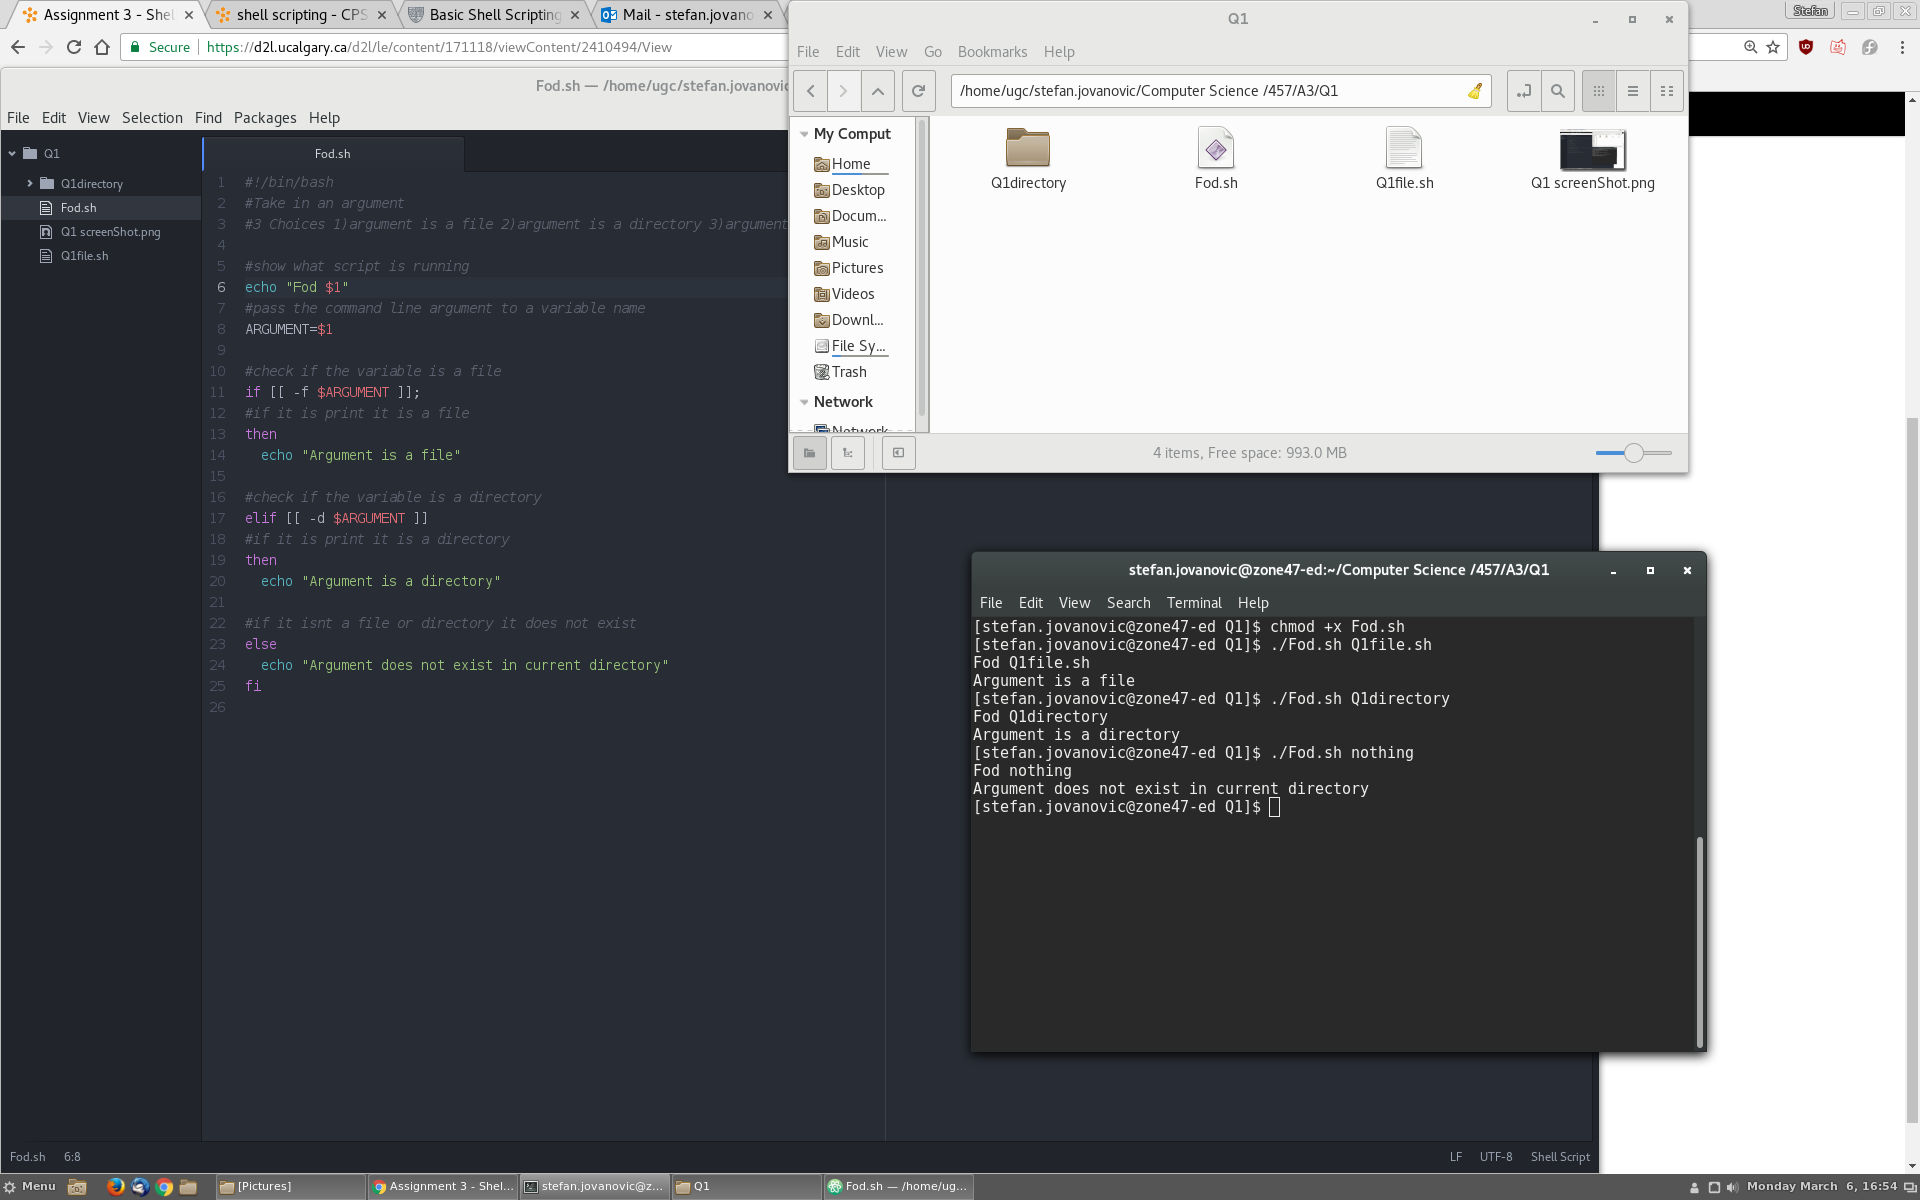 Assignment 3 - Shel
shell scripting - CPS
Basic Shell Scripting
Mail - stefan.jovano
Stefan
Secure
https://d2l.ucalgary.ca/d2l/le/content/171118/viewContent/2410494/View
Fod.sh — /home/ugc/stefan.jovanovic
File Edit View Selection Find Packages Help
Q1
Q1directory
Fod.sh
Q1 screenShot.png
Q1file.sh
Fod.sh
1 #!/bin/bash
2 #Take in an argument
3 #3 Choices 1)argument is a file 2)argument is a directory 3)argument
4
5 #show what script is running
6 echo "Fod $1"
7 #pass the command line argument to a variable name
8 ARGUMENT=$1
9
10 #check if the variable is a file
11 if [[ -f $ARGUMENT ]];
12 #if it is print it is a file
13 then
14 echo "Argument is a file"
15
16 #check if the variable is a directory
17 elif [[ -d $ARGUMENT ]]
18 #if it is print it is a directory
19 then
20 echo "Argument is a directory"
21
22 #if it isnt a file or directory it does not exist
23 else
24 echo "Argument does not exist in current directory"
25 fi
26
Fod.sh 6:8
LF UTF-8 Shell Script
Q1
File Edit View Go Bookmarks Help
/home/ugc/stefan.jovanovic/Computer Science /457/A3/Q1
My Comput
Home
Desktop
Docum...
Music
Pictures
Videos
Downl...
File Sy...
Trash
Network
Network
Q1directory
Fod.sh
Q1file.sh
Q1 screenShot.png
4 items, Free space: 993.0 MB
stefan.jovanovic@zone47-ed:~/Computer Science /457/A3/Q1
File Edit View Search Terminal Help
[stefan.jovanovic@zone47-ed Q1]$ chmod +x Fod.sh
[stefan.jovanovic@zone47-ed Q1]$ ./Fod.sh Q1file.sh
Fod Q1file.sh
Argument is a file
[stefan.jovanovic@zone47-ed Q1]$ ./Fod.sh Q1directory
Fod Q1directory
Argument is a directory
[stefan.jovanovic@zone47-ed Q1]$ ./Fod.sh nothing
Fod nothing
Argument does not exist in current directory
[stefan.jovanovic@zone47-ed Q1]$
Menu
[Pictures]
Assignment 3 - Shel...
stefan.jovanovic@z...
Q1
Fod.sh — /home/ug...
Monday March 6, 16:54